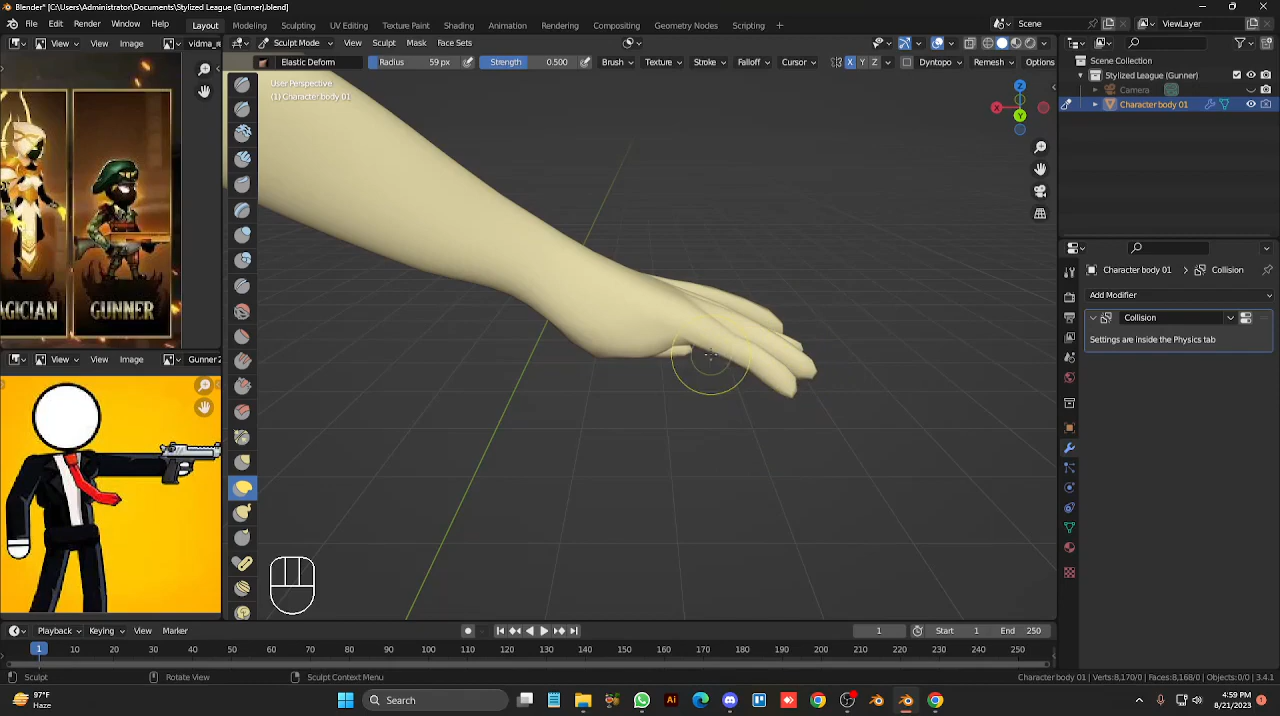 Blender* [C:\Users\Administrator\Documents\Stylized League (Gunner).blend]
File Edit Render Window Help Layout Modeling Sculpting UV Editing Texture Paint Shading Animation Rendering Compositing Geometry Nodes Scripting + Scene ViewLayer
View View Image vidma_re Sculpt Mode View Sculpt Mask Face Sets
Elastic Deform Radius 59 px Strength 0.500 Brush Texture Stroke Falloff Cursor X Y Z Dyntopo Remesh Options
Scene Collection
Stylized League (Gunner)
Camera
Character body 01
User Perspective
(1) Character body 01
Z
X
Y
AGICIAN GUNNER
Character body 01 Collision
Add Modifier
Collision
Settings are inside the Physics tab
View View Image Gunner 2
Playback Keying View Marker 1 Start 1 End 250
1 10 20 30 40 50 60 70 80 90 100 110 120 130 140 150 160 170 180 190 200 210 220 230 240 250
Sculpt Rotate View Sculpt Context Menu Character body 01 | Verts:8,170/0 | Faces:8,168/0 | Objects:0/0 | 3.4.1
97°F
Haze
Search
Ai
4:59 PM
8/21/2023